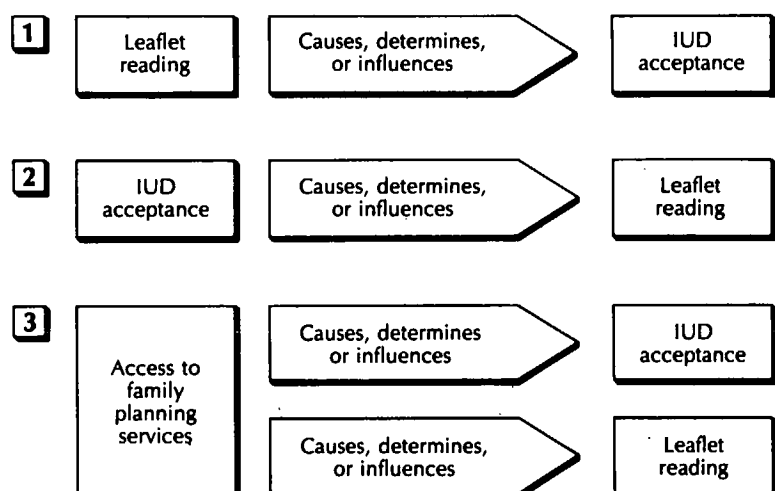 1
Leaflet
reading
Causes, determines,
or influences
IUD
acceptance
2
IUD
acceptance
Causes, determines,
or influences
Leaflet
reading
3
Access to
family
planning
services
Causes, determines
or influences
IUD
acceptance
Causes, determines,
or influences
Leaflet
reading